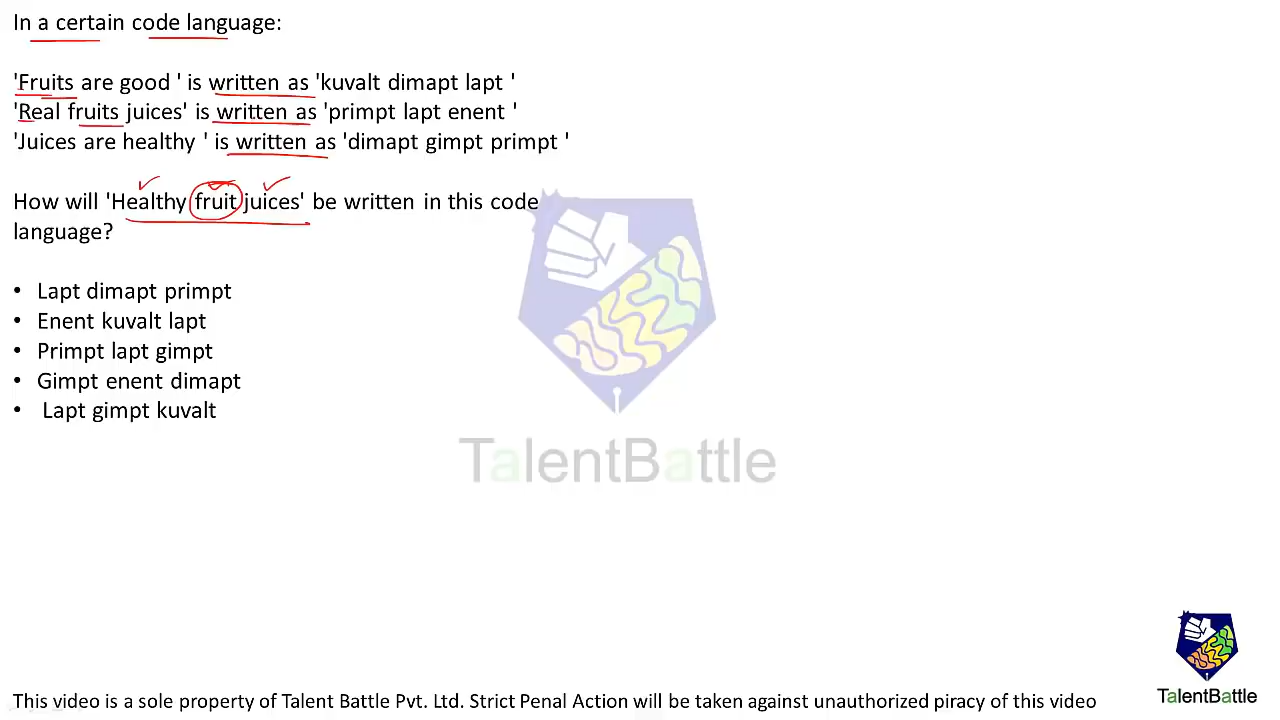 In a certain code language:
'Fruits are good ' is written as 'kuvalt dimapt lapt '
'Real fruits juices' is written as 'primpt lapt enent '
'Juices are healthy ' is written as 'dimapt gimpt primpt '
How will 'Healthy fruit juices' be written in this code
language?
• Lapt dimapt primpt
• Enent kuvalt lapt
• Primpt lapt gimpt
• Gimpt enent dimapt
• Lapt gimpt kuvalt
TalentBattle
TalentBattle
This video is a sole property of Talent Battle Pvt. Ltd. Strict Penal Action will be taken against unauthorized piracy of this video